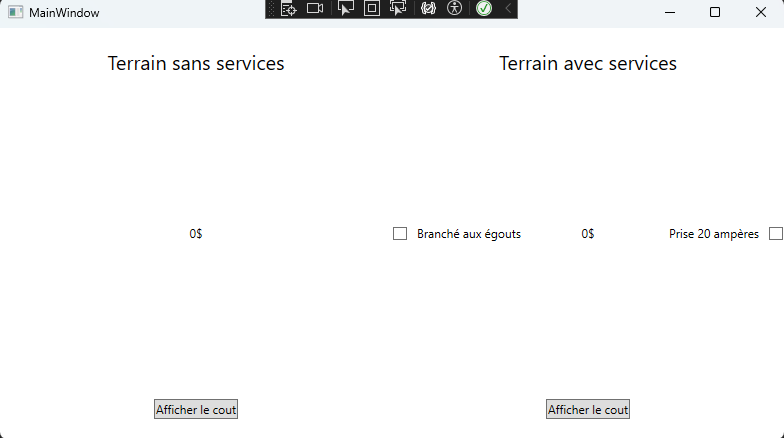 MainWindow
Terrain sans services
Terrain avec services
0$
Branché aux égouts
0$
Prise 20 ampères
Afficher le cout
Afficher le cout